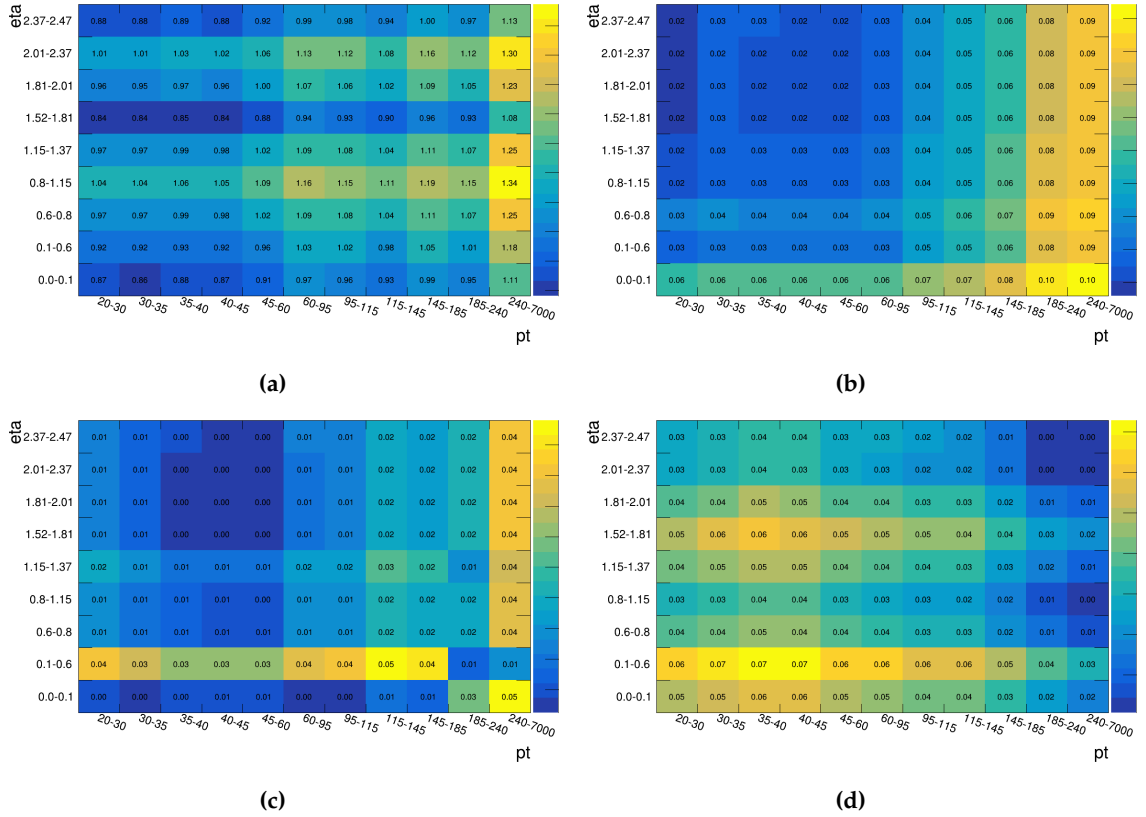 eta
2.37-2.47 0.88 0.88 0.89 0.88 0.92 0.99 0.98 0.94 1.00 0.97 1.13
2.01-2.37 1.01 1.01 1.03 1.02 1.06 1.13 1.12 1.08 1.16 1.12 1.30
1.81-2.01 0.96 0.95 0.97 0.96 1.00 1.07 1.06 1.02 1.09 1.05 1.23
1.52-1.81 0.84 0.84 0.85 0.84 0.88 0.94 0.93 0.90 0.96 0.93 1.08
1.15-1.37 0.97 0.97 0.99 0.98 1.02 1.09 1.08 1.04 1.11 1.07 1.25
0.8-1.15 1.04 1.04 1.06 1.05 1.09 1.16 1.15 1.11 1.19 1.15 1.34
0.6-0.8 0.97 0.97 0.99 0.98 1.02 1.09 1.08 1.04 1.11 1.07 1.25
0.1-0.6 0.92 0.92 0.93 0.92 0.96 1.03 1.02 0.98 1.05 1.01 1.18
0.0-0.1 0.87 0.86 0.88 0.87 0.91 0.97 0.96 0.93 0.99 0.95 1.11
20-30 30-35 35-40 40-45 45-60 60-95 95-115 115-145 145-185 185-240 240-7000
pt
(a)
eta
2.37-2.47 0.02 0.03 0.03 0.02 0.02 0.03 0.04 0.05 0.06 0.08 0.09
2.01-2.37 0.02 0.03 0.02 0.02 0.02 0.03 0.04 0.05 0.06 0.08 0.09
1.81-2.01 0.02 0.03 0.02 0.02 0.02 0.03 0.04 0.05 0.06 0.08 0.09
1.52-1.81 0.02 0.03 0.02 0.02 0.02 0.03 0.04 0.05 0.06 0.08 0.09
1.15-1.37 0.02 0.03 0.03 0.03 0.03 0.03 0.04 0.05 0.06 0.08 0.09
0.8-1.15 0.02 0.03 0.03 0.03 0.03 0.03 0.04 0.05 0.06 0.08 0.09
0.6-0.8 0.03 0.04 0.04 0.04 0.04 0.04 0.05 0.06 0.07 0.09 0.09
0.1-0.6 0.03 0.03 0.03 0.03 0.03 0.03 0.05 0.05 0.06 0.08 0.09
0.0-0.1 0.06 0.06 0.06 0.06 0.06 0.06 0.07 0.07 0.08 0.10 0.10
20-30 30-35 35-40 40-45 45-60 60-95 95-115 115-145 145-185 185-240 240-7000
pt
(b)
eta
2.37-2.47 0.01 0.01 0.00 0.00 0.00 0.01 0.01 0.02 0.02 0.02 0.04
2.01-2.37 0.01 0.01 0.00 0.00 0.00 0.01 0.01 0.02 0.02 0.02 0.04
1.81-2.01 0.01 0.01 0.00 0.00 0.00 0.01 0.01 0.02 0.02 0.02 0.04
1.52-1.81 0.01 0.01 0.00 0.00 0.00 0.01 0.01 0.02 0.02 0.02 0.04
1.15-1.37 0.02 0.01 0.01 0.01 0.01 0.02 0.02 0.03 0.03 0.01 0.04
0.8-1.15 0.01 0.01 0.01 0.01 0.00 0.01 0.01 0.02 0.02 0.02 0.04
0.6-0.8 0.01 0.01 0.01 0.01 0.01 0.01 0.01 0.02 0.02 0.02 0.04
0.1-0.6 0.04 0.03 0.03 0.03 0.03 0.04 0.04 0.05 0.04 0.01 0.01
0.0-0.1 0.00 0.00 0.00 0.01 0.01 0.00 0.00 0.01 0.01 0.03 0.05
20-30 30-35 35-40 40-45 45-60 60-95 95-115 115-145 145-185 185-240 240-7000
pt
(c)
eta
2.37-2.47 0.03 0.03 0.04 0.04 0.03 0.03 0.02 0.02 0.01 0.00 0.00
2.01-2.37 0.03 0.03 0.04 0.03 0.03 0.02 0.02 0.02 0.01 0.00 0.00
1.81-2.01 0.04 0.04 0.05 0.05 0.04 0.04 0.03 0.03 0.02 0.01 0.01
1.52-1.81 0.05 0.06 0.06 0.06 0.05 0.05 0.05 0.04 0.04 0.03 0.02
1.15-1.37 0.04 0.05 0.05 0.05 0.04 0.04 0.03 0.03 0.03 0.02 0.01
0.8-1.15 0.03 0.03 0.04 0.04 0.03 0.03 0.03 0.02 0.02 0.01 0.00
0.6-0.8 0.04 0.04 0.05 0.04 0.04 0.03 0.03 0.03 0.02 0.01 0.01
0.1-0.6 0.06 0.07 0.07 0.07 0.06 0.06 0.06 0.06 0.05 0.04 0.03
0.0-0.1 0.05 0.05 0.06 0.06 0.05 0.05 0.04 0.04 0.03 0.02 0.02
20-30 30-35 35-40 40-45 45-60 60-95 95-115 115-145 145-185 185-240 240-7000
pt
(d)